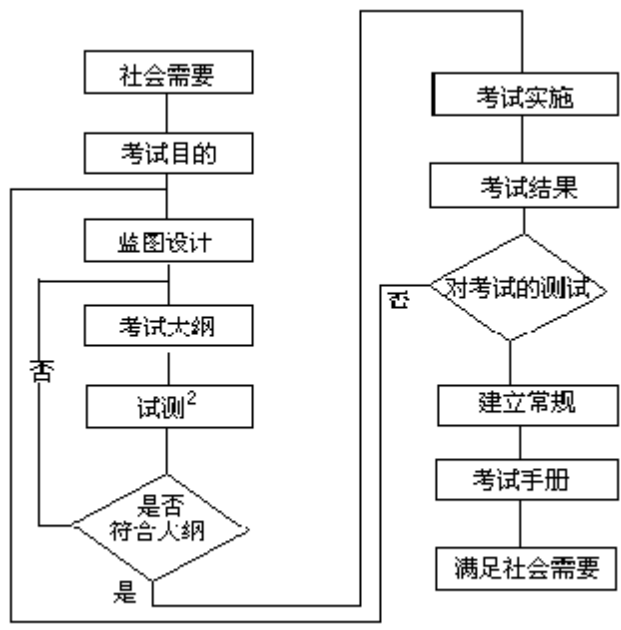 社会需要
考试目的
蓝图设计
考试大纲
否
试测²
是否
符合大纲
是
考试实施
考试结果
对考试的测试
否
建立常规
考试手册
满足社会需要